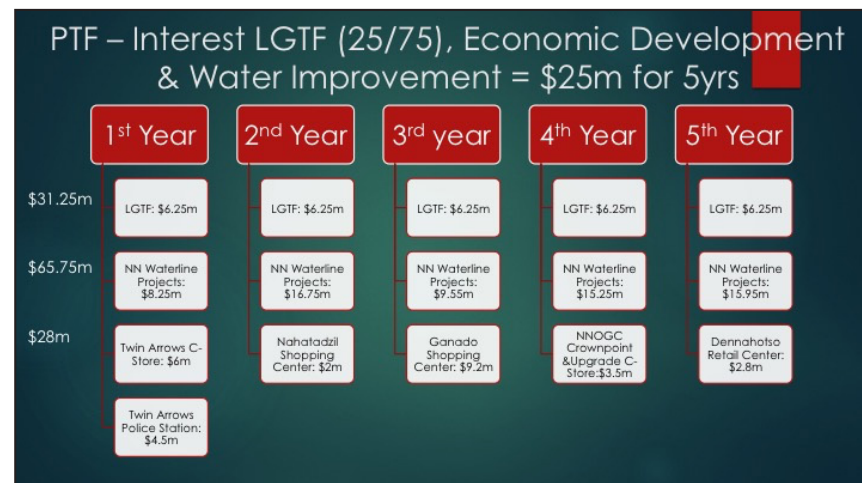 PTF – Interest LGTF (25/75), Economic Development
& Water Improvement = $25m for 5yrs
1st Year
2nd Year
3rd year
4th Year
5th Year
$31.25m
LGTF: $6.25m
LGTF: $6.25m
LGTF: $6.25m
LGTF: $6.25m
LGTF: $6.25m
$65.75m
NN Waterline
Projects:
$8.25m
NN Waterline
Projects:
$16.75m
NN Waterline
Projects:
$9.55m
NN Waterline
Projects:
$15.25m
NN Waterline
Projects:
$15.95m
$28m
Twin Arrows C-
Store: $6m
Nahatadzil
Shopping
Center: $2m
Ganado
Shopping
Center: $9.2m
NNOGC
Crownpoint
&Upgrade C-
Store:$3.5m
Dennahotso
Retail Center:
$2.8m
Twin Arrows
Police Station:
$4.5m